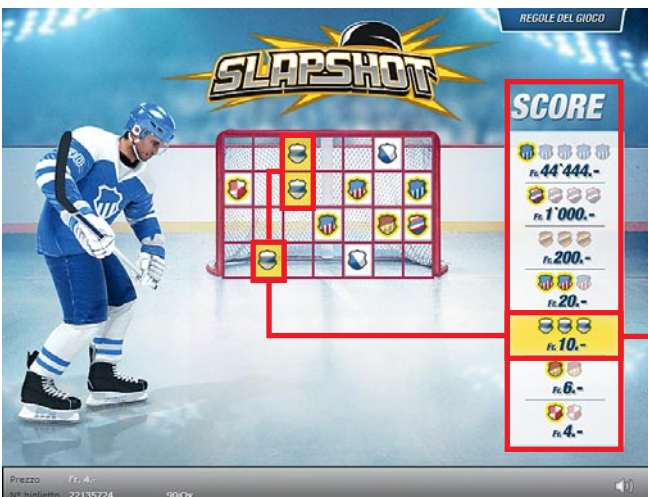 REGOLE DEL GIOCO
SLAPSHOT
SCORE
Fr. 44'444.-
Fr. 1'000.-
Fr. 200.-
Fr. 20.-
Fr. 10.-
Fr. 6.-
Fr. 4.-
Prezzo Fr. 4.-
N° biglietto 22135724